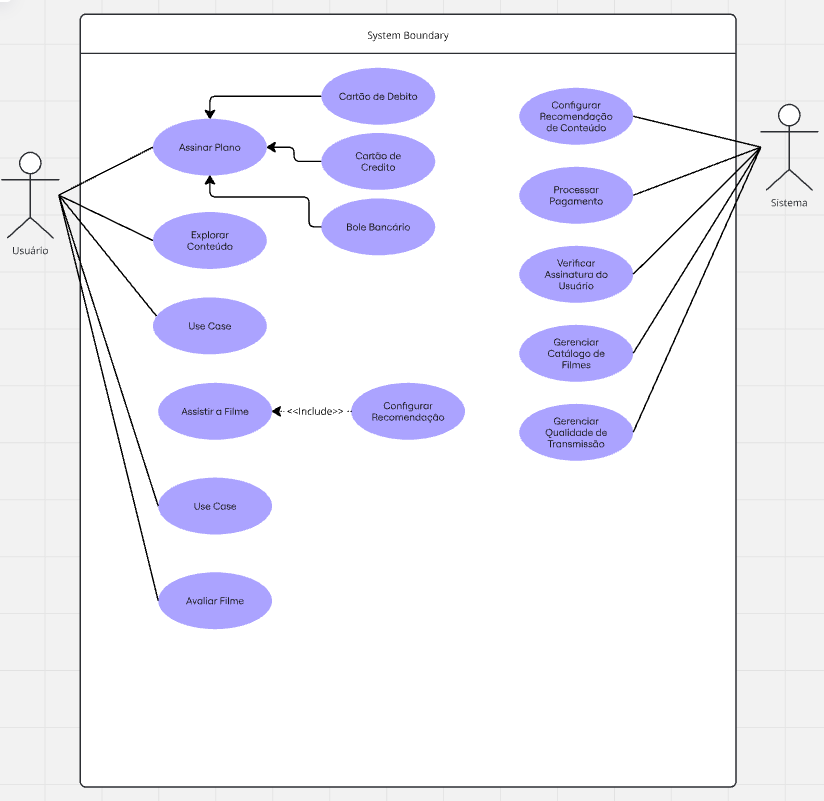 System Boundary
Cartão de Debito
Assinar Plano
Cartão de
Credito
Bole Bancário
Explorar
Conteúdo
Use Case
Assistir a Filme
<<Include>>
Configurar
Recomendação
Use Case
Avaliar Filme
Configurar
Recomendação
de Conteúdo
Processar
Pagamento
Verificar
Assinatura do
Usuário
Gerenciar
Catálogo de
Filmes
Gerenciar
Qualidade de
Transmissão
Usuário
Sistema